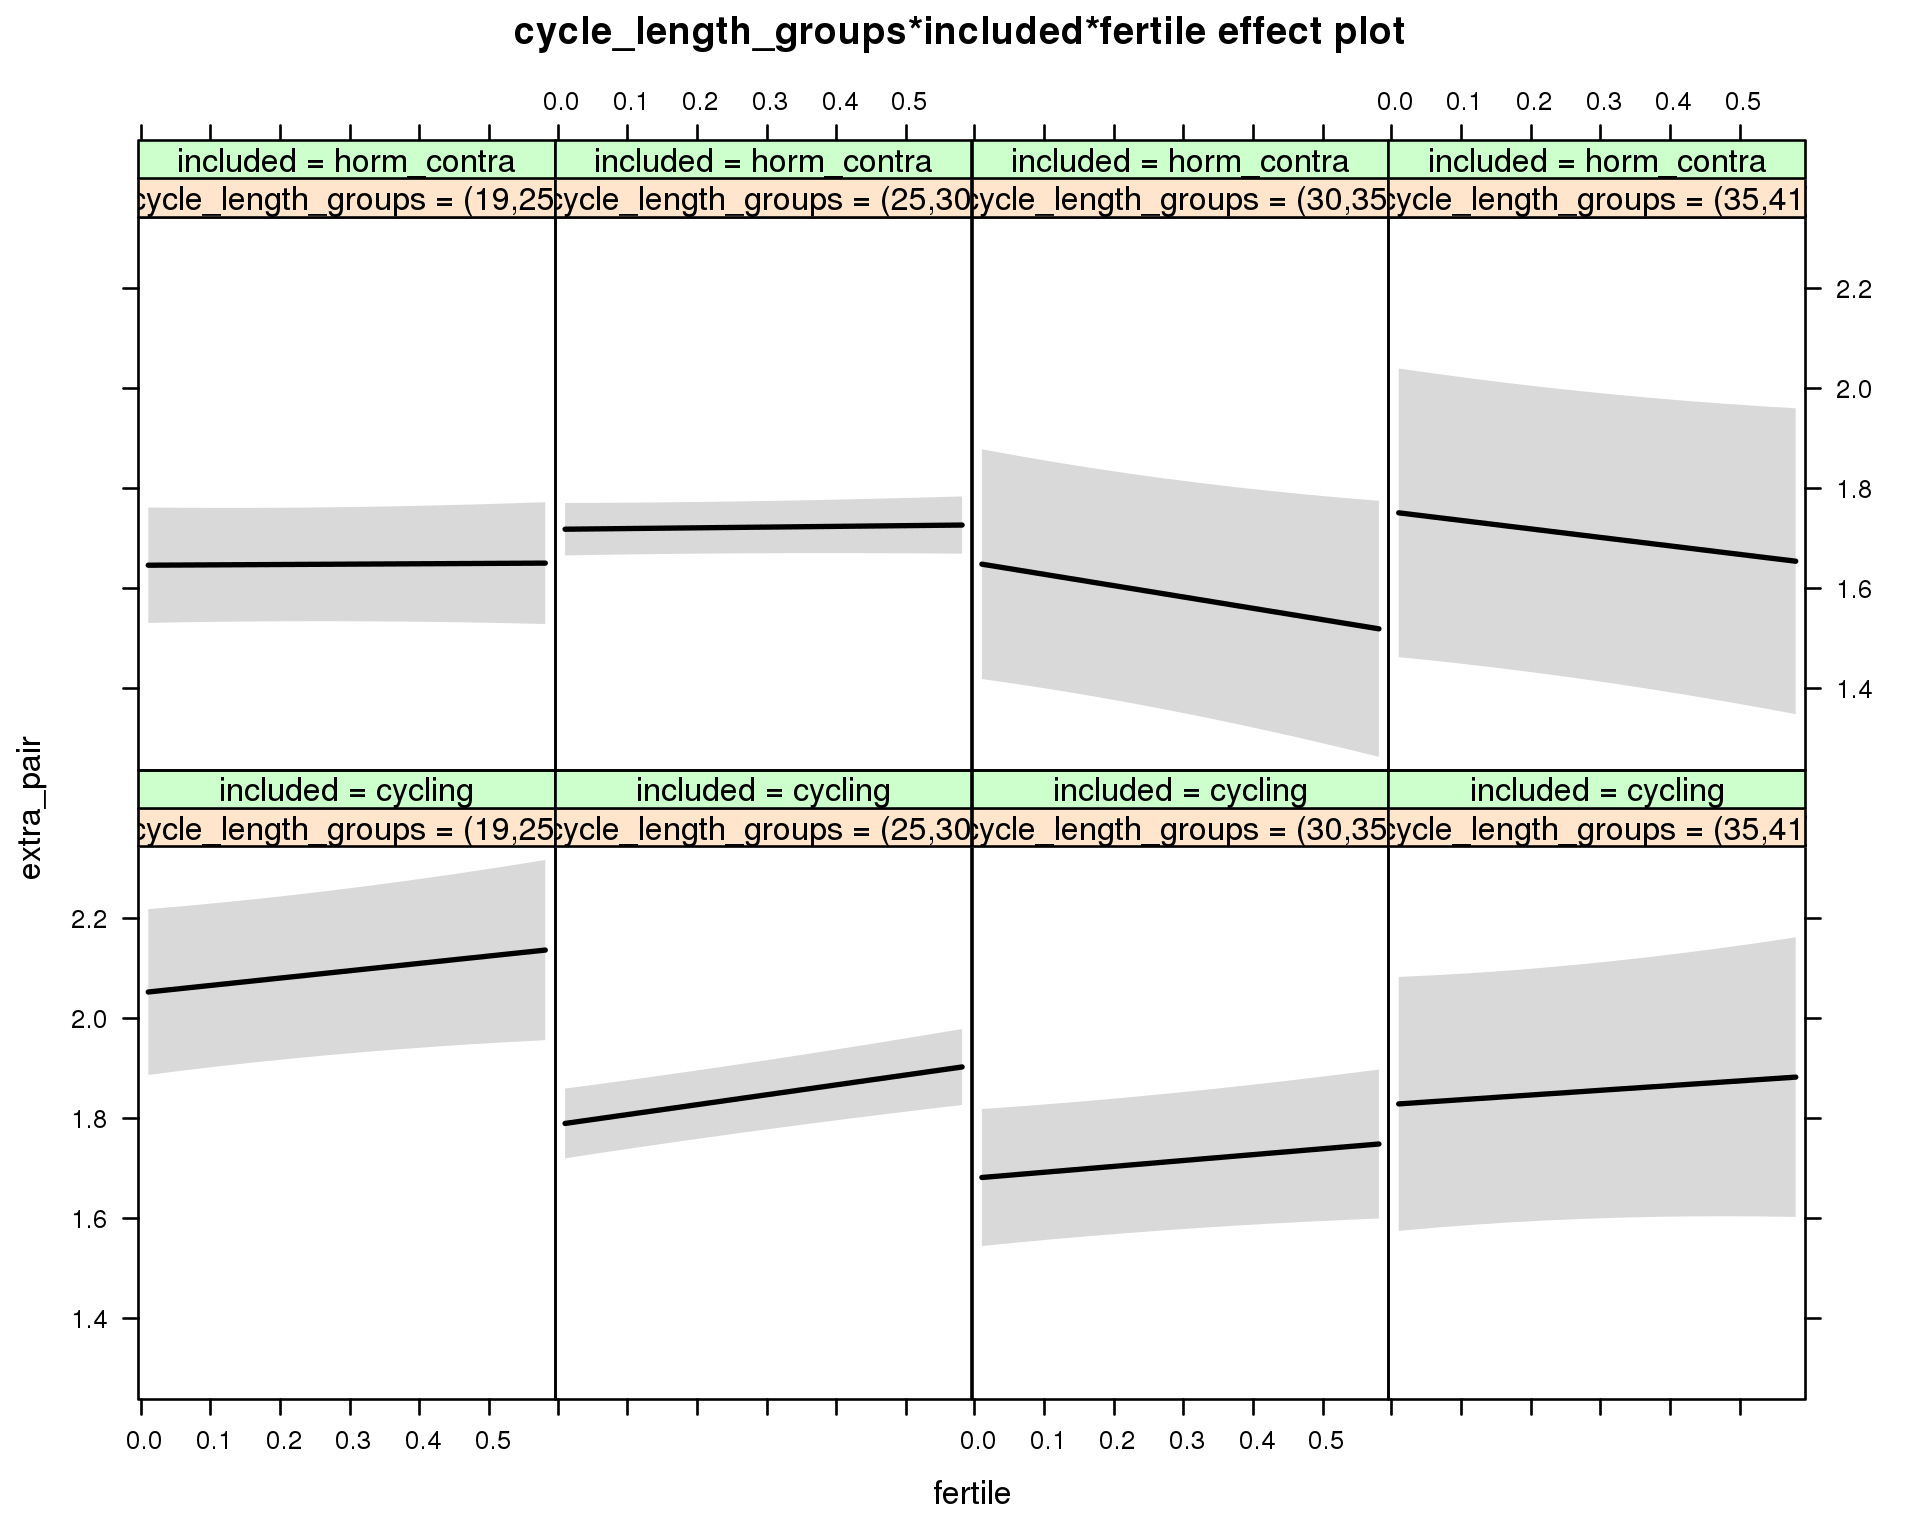 cycle_length_groups*included*fertile effect plot
0.0 0.1 0.2 0.3 0.4 0.5 0.0 0.1 0.2 0.3 0.4 0.5
included = horm_contra included = horm_contra included = horm_contra included = horm_contra
cycle_length_groups = (19,25 cycle_length_groups = (25,30 cycle_length_groups = (30,35 cycle_length_groups = (35,41
2.2
2.0
1.8
1.6
1.4
extra_pair
included = cycling included = cycling included = cycling included = cycling
cycle_length_groups = (19,25 cycle_length_groups = (25,30 cycle_length_groups = (30,35 cycle_length_groups = (35,41
2.2
2.0
1.8
1.6
1.4
0.0 0.1 0.2 0.3 0.4 0.5 0.0 0.1 0.2 0.3 0.4 0.5
fertile